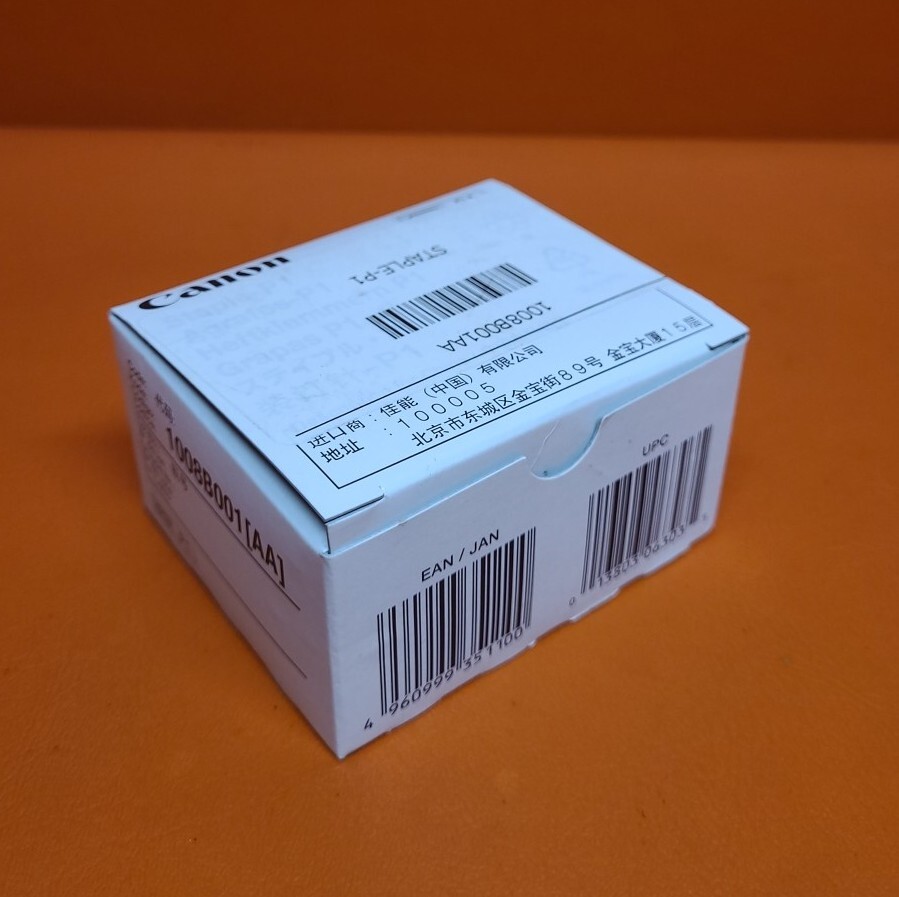 Canon
STAPLE-P1
1008B001AA
进口商：佳能（中国）有限公司
地址：100005
北京市东城区金宝街89号 金宝大厦15层
1008B001[AA]
EAN / JAN
4 960999 351100
UPC